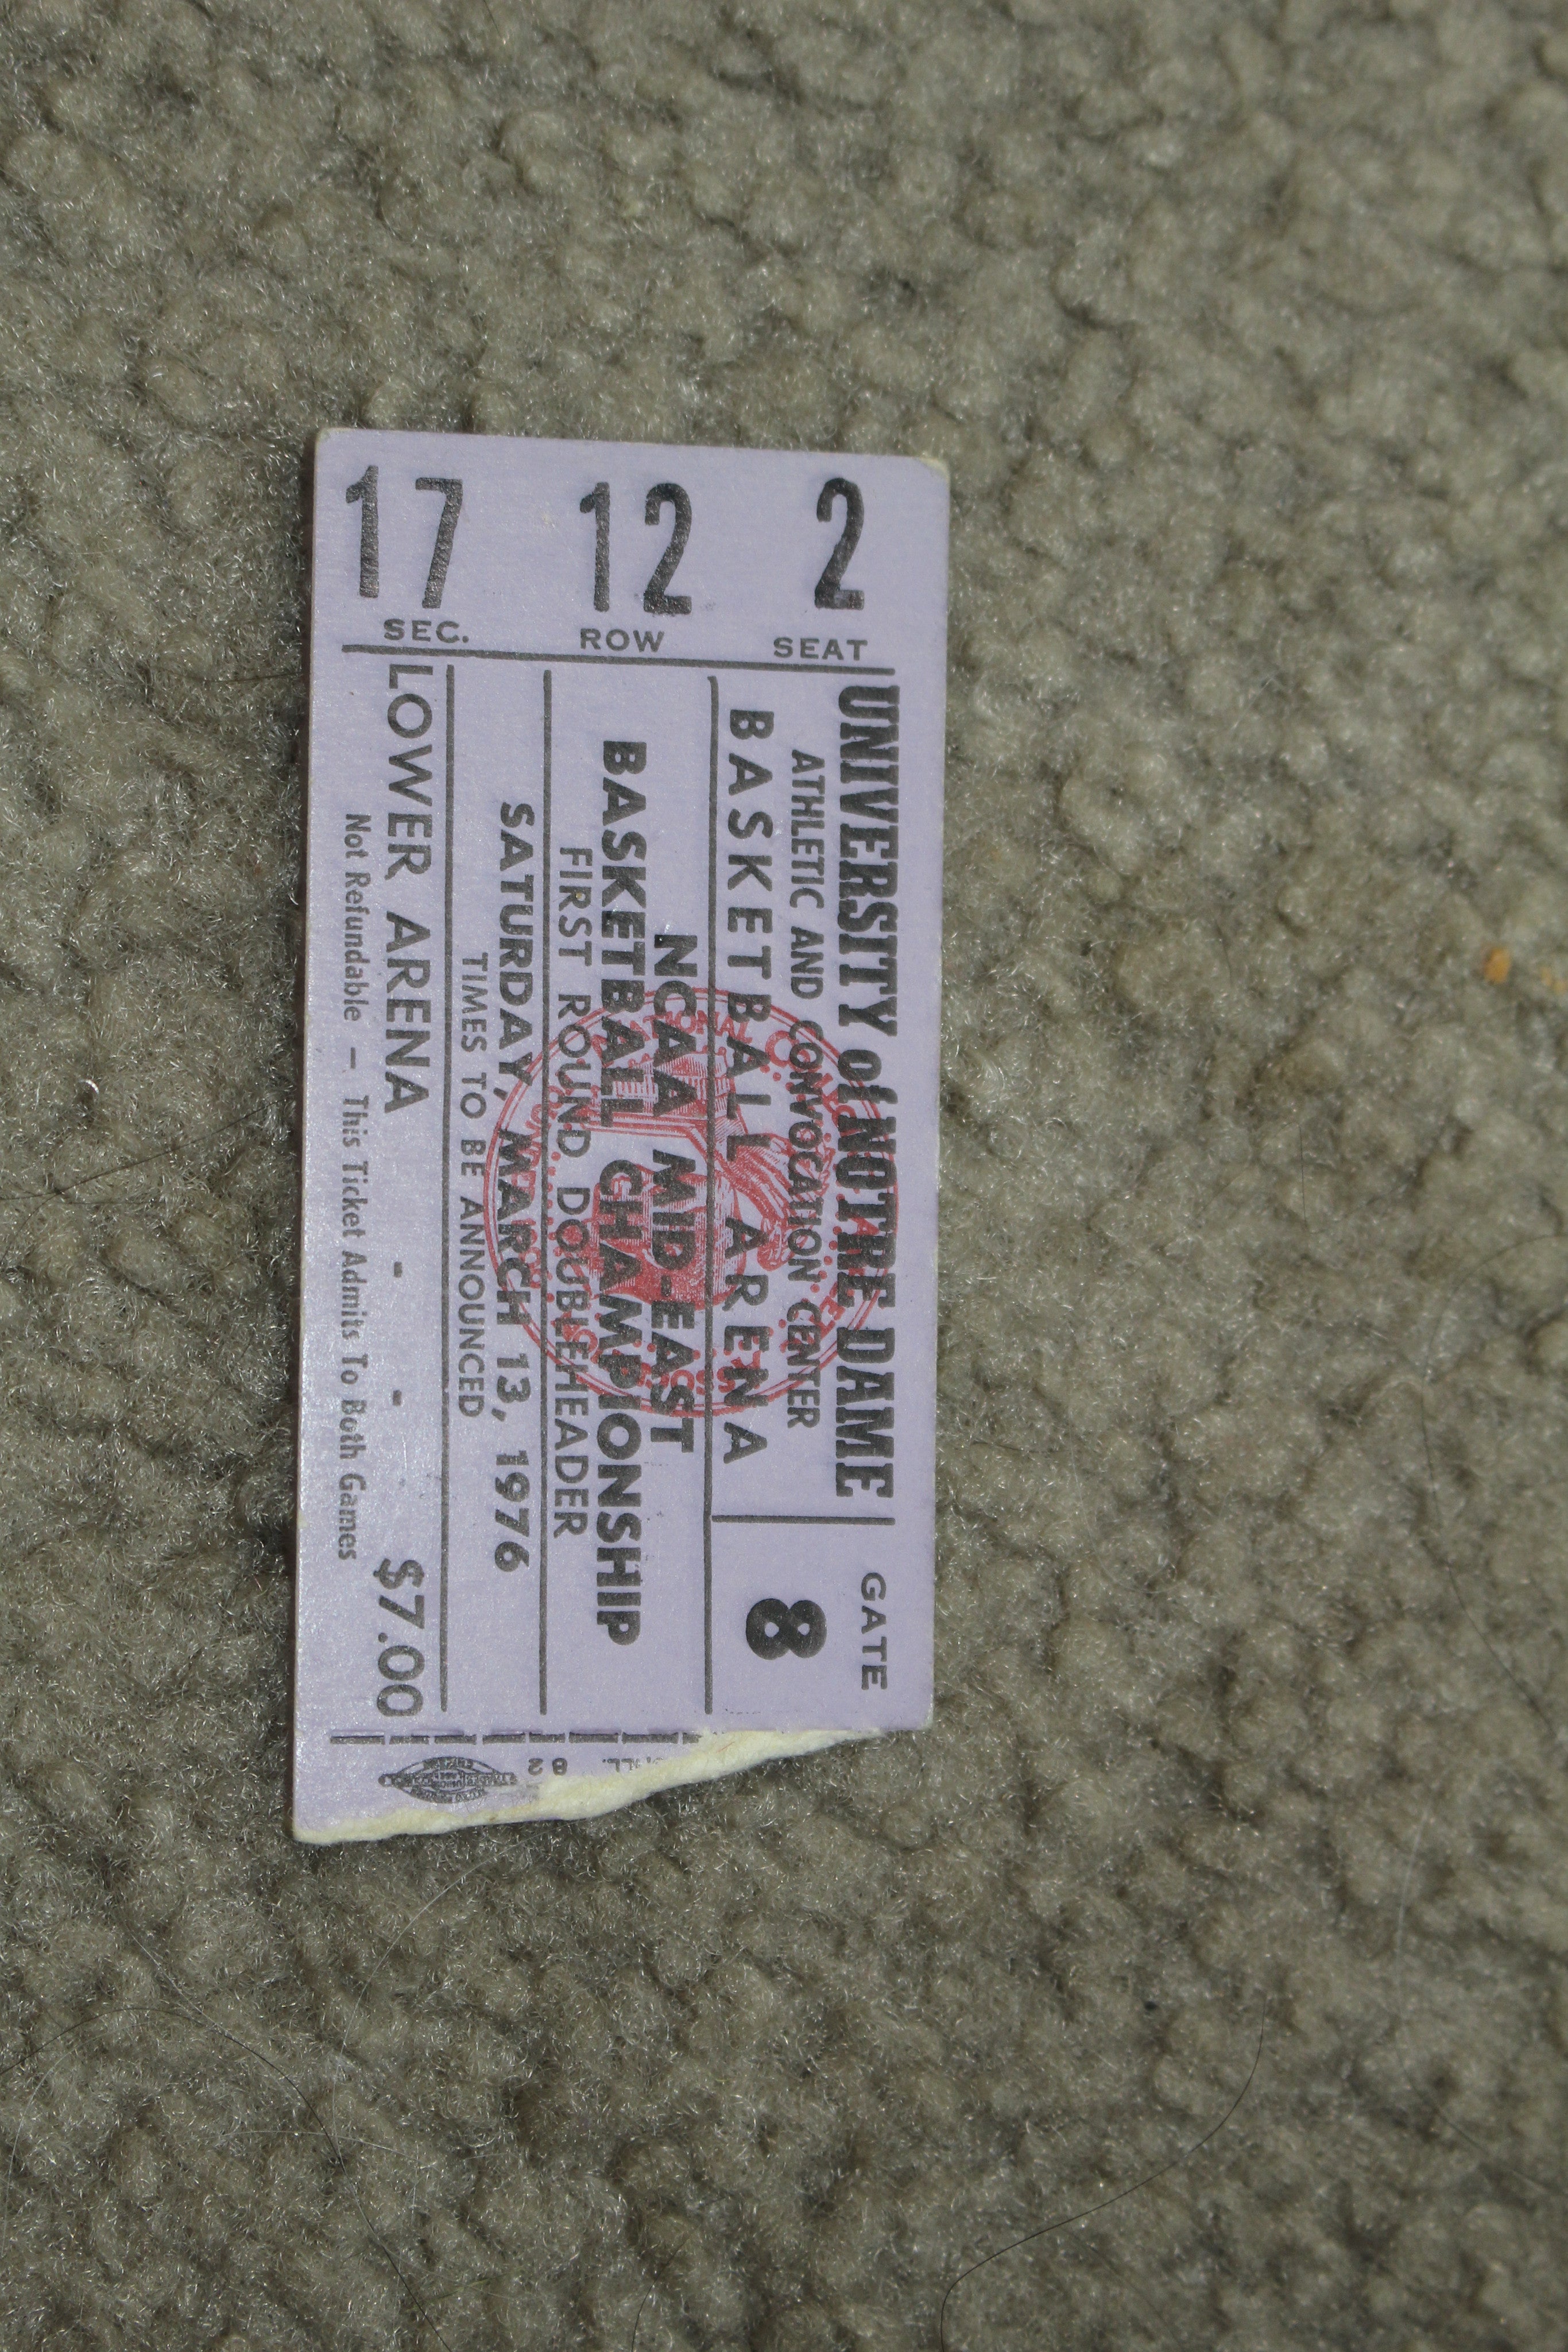 UNIVERSITY of NOTRE DAME
ATHLETIC AND CONVOCATION CENTER
BASKETBALL ARENA
GATE
8
NCAA MID-EAST
BASKETBALL CHAMPIONSHIP
FIRST ROUND DOUBLEHEADER
SATURDAY, MARCH 13, 1976
TIMES TO BE ANNOUNCED
LOWER ARENA - - $7.00
Not Refundable — This Ticket Admits To Both Games
17 12 2
SEC. ROW SEAT
82